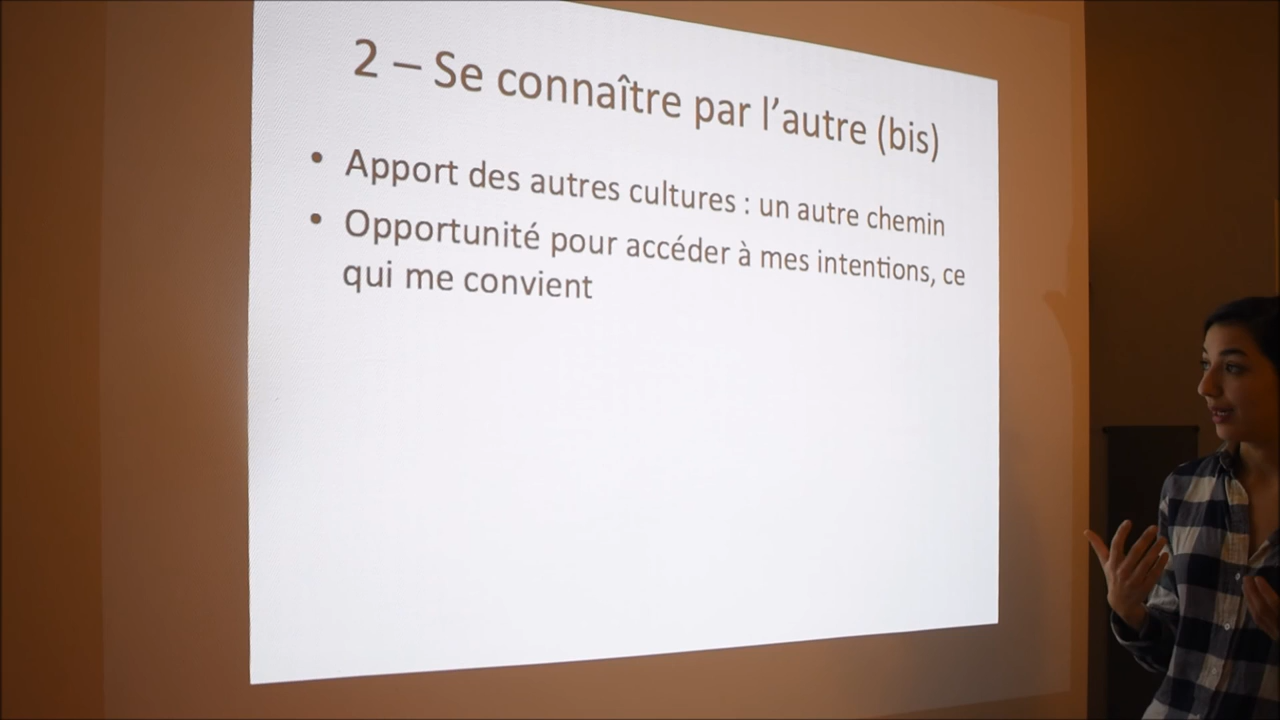 2 – Se connaître par l’autre (bis)
• Apport des autres cultures : un autre chemin
• Opportunité pour accéder à mes intentions, ce
qui me convient